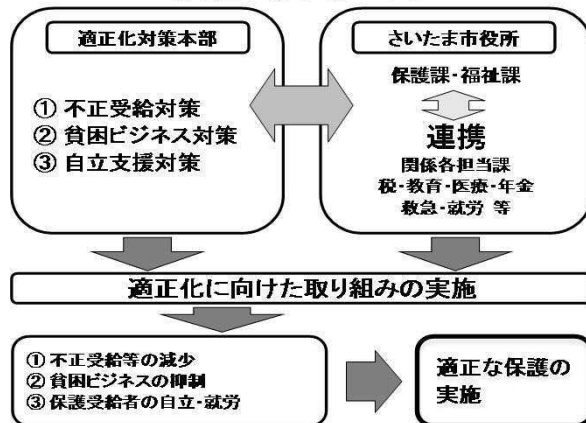 適正化対策本部
① 不正受給対策
② 貧困ビジネス対策
③ 自立支援対策
さいたま市役所
保護課・福祉課
連携
関係各担当課
税・教育・医療・年金
救急・就労 等
適正化に向けた取り組みの実施
① 不正受給等の減少
② 貧困ビジネスの抑制
③ 保護受給者の自立・就労
適正な保護の
実施